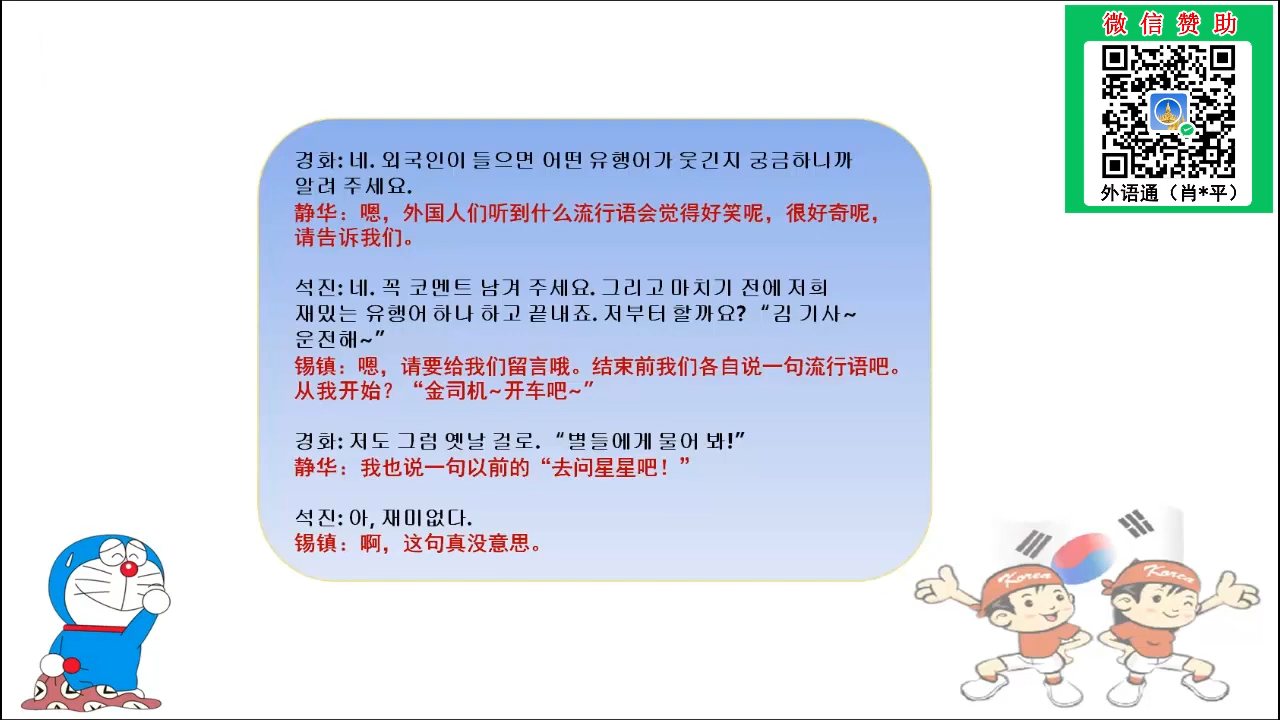 微信赞助
外语通（肖*平）
경화: 네. 외국인이 들으면 어떤 유행어가 웃긴지 궁금하니까
알려 주세요.
静华：嗯，外国人们听到什么流行语会觉得好笑呢，很好奇呢，
请告诉我们。
석진: 네. 꼭 코멘트 남겨 주세요. 그리고 마치기 전에 저희
재밌는 유행어 하나 하고 끝내죠. 저부터 할까요? “김 기사~
운전해~”
锡镇：嗯，请要给我们留言哦。结束前我们各自说一句流行语吧。
从我开始？“金司机~开车吧~”
경화: 저도 그럼 옛날 걸로. “별들에게 물어 봐!”
静华：我也说一句以前的“去问星星吧！”
석진: 아, 재미없다.
锡镇：啊，这句真没意思。
Korea
Korea